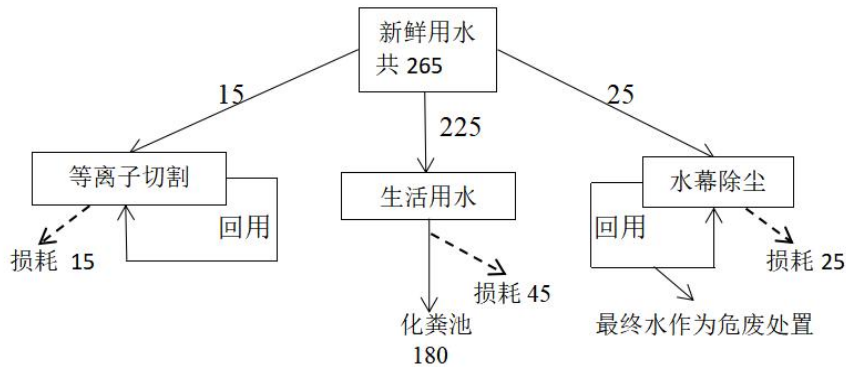 新鲜用水
共 265
15
225
25
等离子切割
生活用水
水幕除尘
回用
回用
损耗 15
损耗 45
损耗 25
化粪池
180
最终水作为危废处置